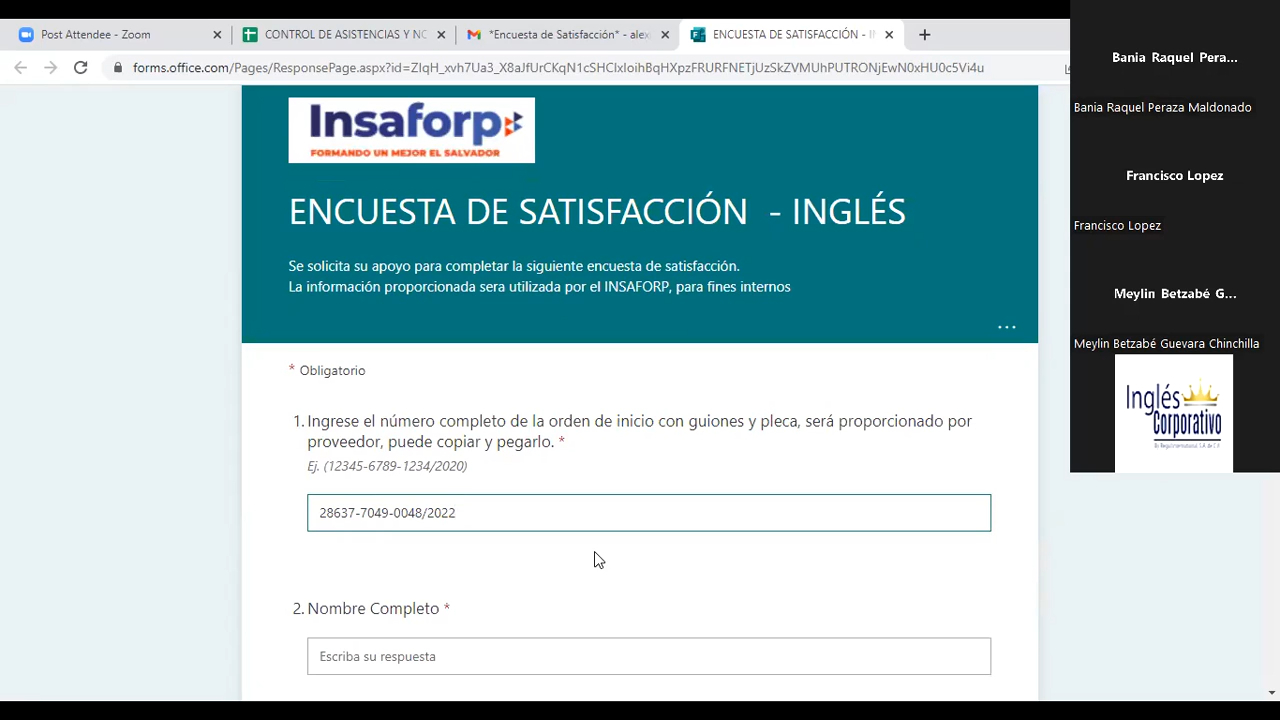 Post Attendee - Zoom
CONTROL DE ASISTENCIAS Y NO
*Encuesta de Satisfacción* - alex
ENCUESTA DE SATISFACCIÓN - I
forms.office.com/Pages/ResponsePage.aspx?id=ZIqH_xvh7Ua3_X8aJfUrCKqN1cSHCIxIoihBqHXpzFRURFNETjUzSkZVMUhPUTRONjEwN0xHU0c5Vi4u
Insaforp
FORMANDO UN MEJOR EL SALVADOR
ENCUESTA DE SATISFACCIÓN - INGLÉS
Se solicita su apoyo para completar la siguiente encuesta de satisfacción.
La información proporcionada sera utilizada por el INSAFORP, para fines internos
...
* Obligatorio
1. Ingrese el número completo de la orden de inicio con guiones y pleca, será proporcionado por
proveedor, puede copiar y pegarlo. *
Ej. (12345-6789-1234/2020)
28637-7049-0048/2022
2. Nombre Completo *
Escriba su respuesta
Bania Raquel Pera...
Bania Raquel Peraza Maldonado
Francisco Lopez
Francisco Lopez
Meylin Betzabé G...
Meylin Betzabé Guevara Chinchilla
Inglés
Corporativo